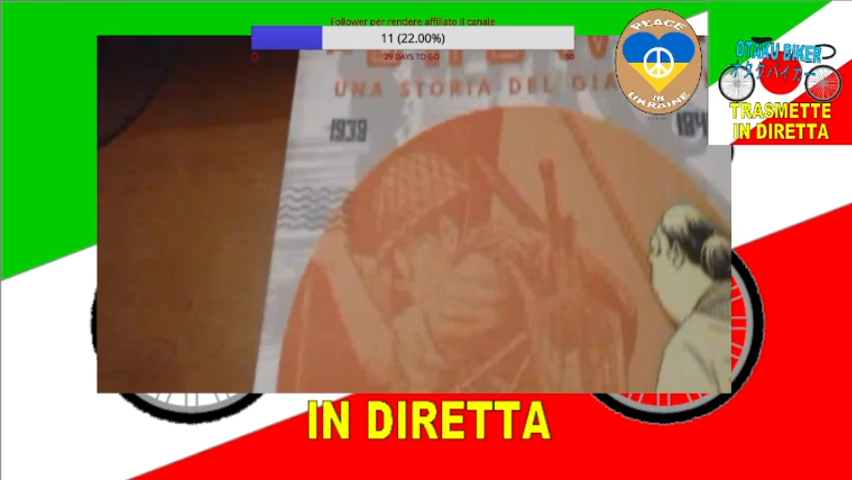 Follower per rendere affiliato il canale
11 (22.00%)
0
29 DAYS TO GO
50
PEACE
IN
UKRAINE
OTAKU BIKER
オタクバイカー
TRASMETTE
IN DIRETTA
UNA STORIA DEL
1939
IN DIRETTA